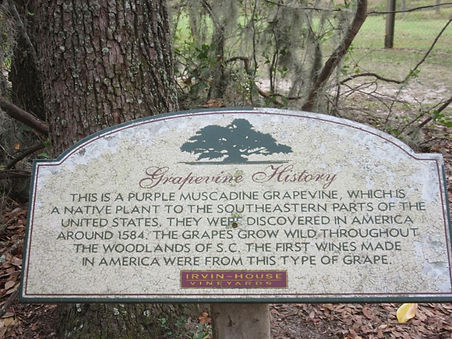 Grapevine History
THIS IS A PURPLE MUSCADINE GRAPEVINE, WHICH IS
A NATIVE PLANT TO THE SOUTHEASTERN PARTS OF THE
UNITED STATES. THEY WERE DISCOVERED IN AMERICA
AROUND 1584. THE GRAPES GROW WILD THROUGHOUT
THE WOODLANDS OF S.C. THE FIRST WINES MADE
IN AMERICA WERE FROM THIS TYPE OF GRAPE.
IRVIN-HOUSE
VINEYARDS